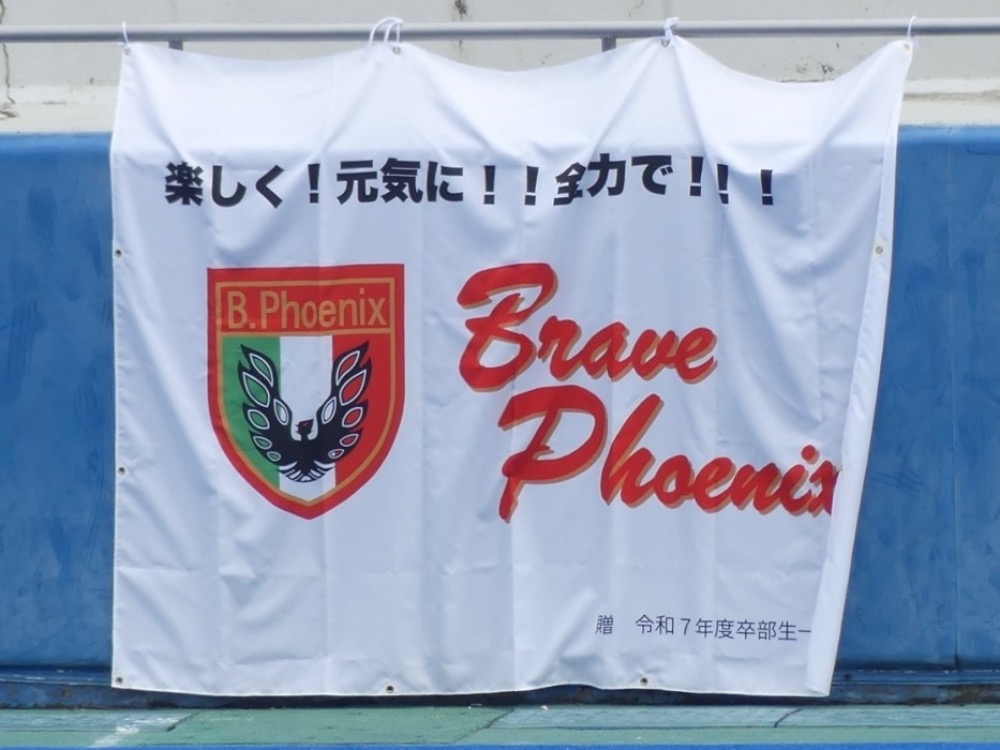 楽しく！元気に！！全力で！！！
B.Phoenix
Brave
Phoenix
贈　令和７年度卒部生一